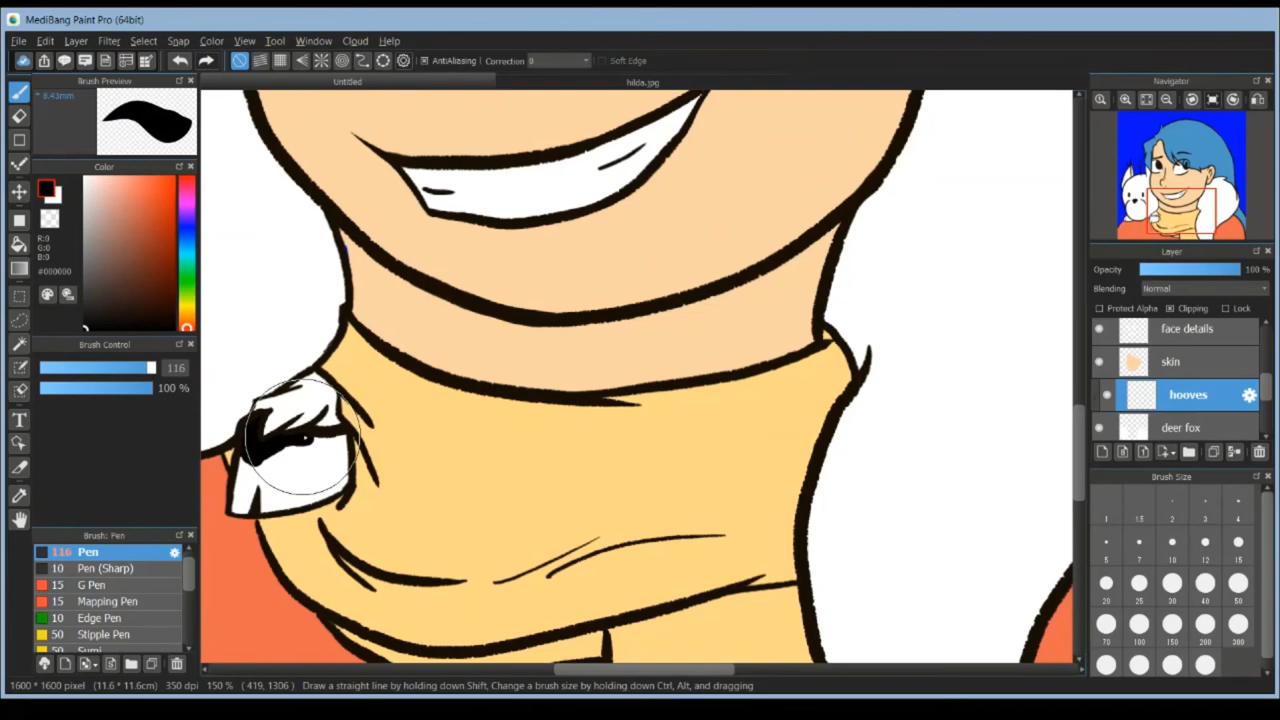 MediBang Paint Pro (64bit)
File Edit Layer Filter Select Snap Color View Tool Window Cloud Help
AntiAliasing Correction 0 Soft Edge
Brush Preview
Untitled hilda.jpg
Navigator
* 8.43mm
Color
R:0
G:0
B:0
#000000
Layer
Opacity 100 %
Blending Normal
Protect Alpha Clipping Lock
face details
skin
hooves
deer fox
Brush Control
116
100 %
Brush Size
1 1.5 2 3 4
5 7 10 12 15
20 25 30 40 50
70 100 150 200 300
Brush: Pen
116 Pen
10 Pen (Sharp)
15 G Pen
15 Mapping Pen
10 Edge Pen
50 Stipple Pen
50 Sumi
1600 * 1600 pixel (11.6 * 11.6cm) 350 dpi 150 % ( 419, 1306 ) Draw a straight line by holding down Shift, Change a brush size by holding down Ctrl, Alt, and dragging